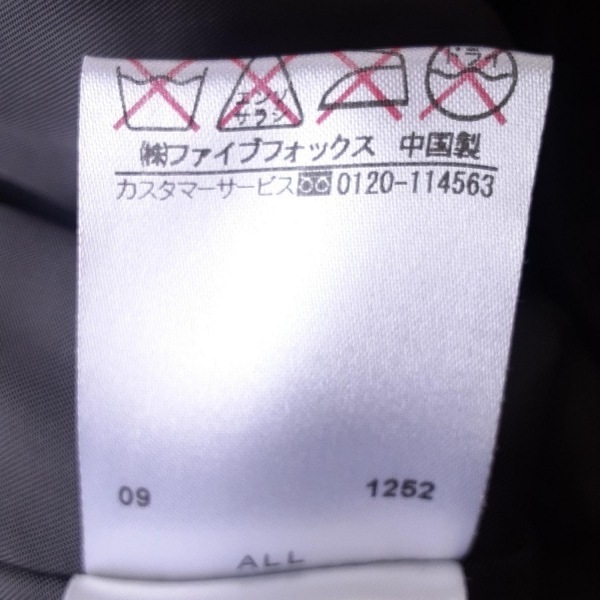 ドライ
エンソ
サラシ
㈱ファイブフォックス 中国製
カスタマーサービス 0120-114563
09 1252
ALL